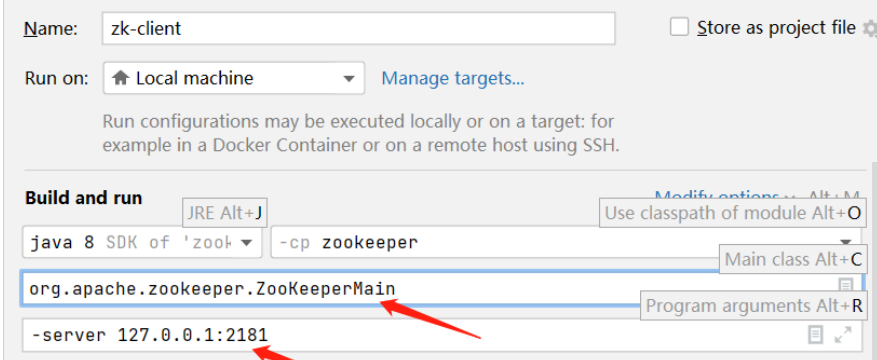 Name: zk-client Store as project file
Run on: Local machine Manage targets...
Run configurations may be executed locally or on a target: for
example in a Docker Container or on a remote host using SSH.
Build and run Modify options Alt+M
JRE Alt+J Use classpath of module Alt+O
java 8 SDK of 'zook -cp zookeeper
Main class Alt+C
org.apache.zookeeper.ZooKeeperMain
Program arguments Alt+R
-server 127.0.0.1:2181